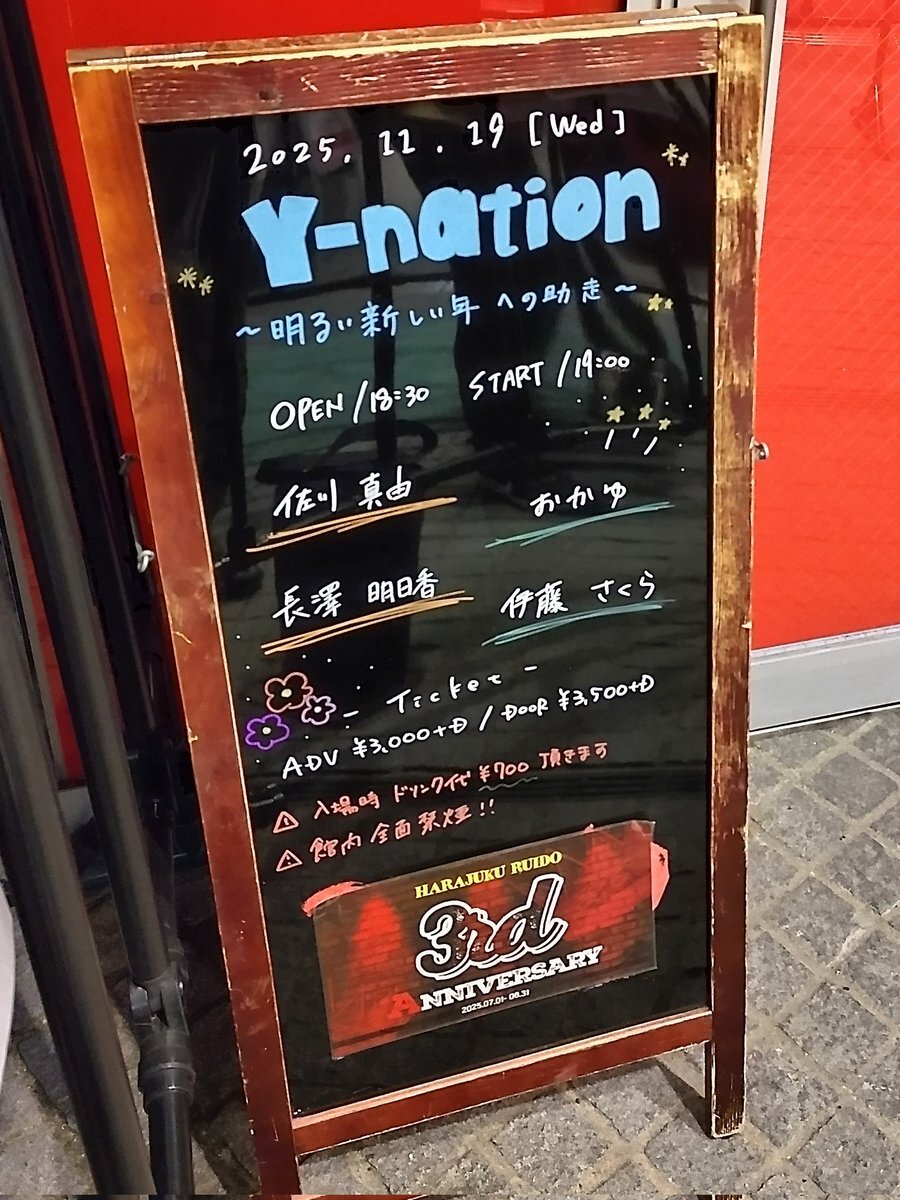 2025. 11. 19 [Wed]
Y-nation
～明るい新しい年への助走～
OPEN/18:30 START/19:00
佐川 真由 おかゆ
長澤 明日香 伊藤 さくら
- Ticket -
ADV ¥3,000+D / DOOR ¥3,500+D
⚠ 入場時 ドリンク代 ¥700 頂きます
⚠ 館内 全面 禁煙!!
HARAJUKU RUIDO
3rd
ANNIVERSARY
2025.07.01-08.31